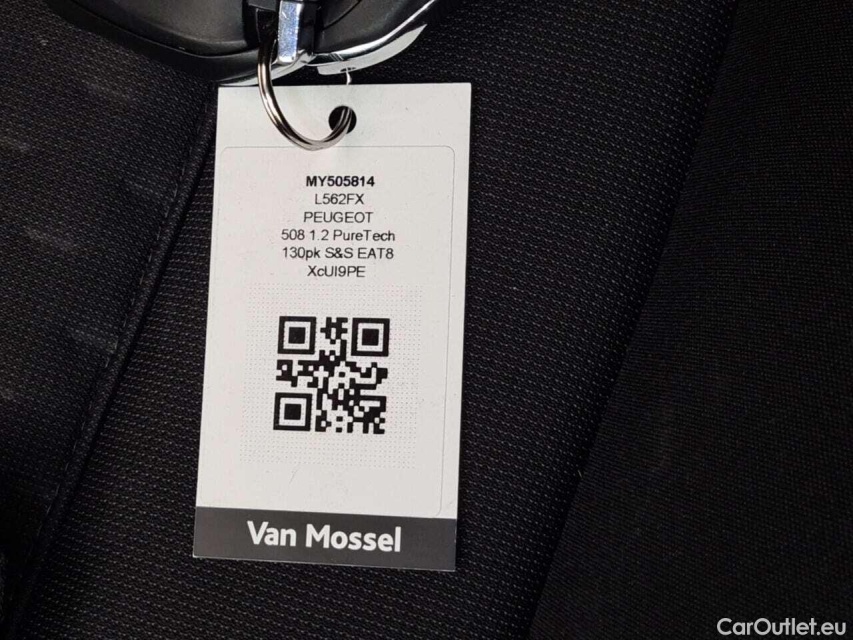 MY505814
L562FX
PEUGEOT
508 1.2 PureTech
130pk S&S EAT8
XcUI9PE
Van Mossel
CarOutlet.eu